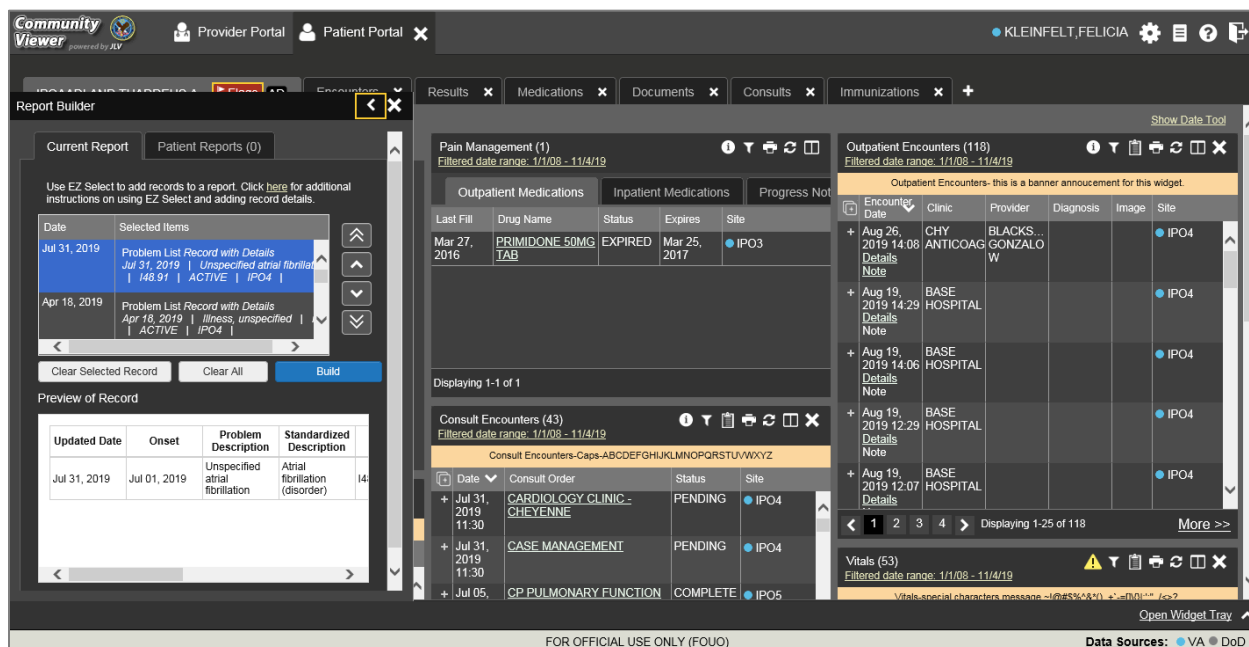 Community
Viewer powered by JLV
Provider Portal
Patient Portal
KLEINFELT,FELICIA
Results
Medications
Documents
Consults
Immunizations
Report Builder
Show Date Tool
Current Report
Patient Reports (0)
Use EZ Select to add records to a report. Click here for additional
instructions on using EZ Select and adding record details.
Date Selected Items
Jul 31, 2019 Problem List Record with Details
Jul 31, 2019 | Unspecified atrial fibrillat
| I48.91 | ACTIVE | IPO4 |
Apr 18, 2019 Problem List Record with Details
Apr 18, 2019 | Illness, unspecified |
| ACTIVE | IPO4 |
Clear Selected Record
Clear All
Build
Preview of Record
Updated Date Onset Problem Description Standardized Description
Jul 31, 2019 Jul 01, 2019 Unspecified atrial fibrillation Atrial fibrillation (disorder)
Pain Management (1)
Filtered date range: 1/1/08 - 11/4/19
Outpatient Medications
Inpatient Medications
Progress Not
Last Fill Drug Name Status Expires Site
Mar 27, 2016 PRIMIDONE 50MG TAB EXPIRED Mar 25, 2017 IPO3
Displaying 1-1 of 1
Consult Encounters (43)
Filtered date range: 1/1/08 - 11/4/19
Consult Encounters-Caps-ABCDEFGHIJKLMNOPQRSTUVWXYZ
Date Consult Order Status Site
+ Jul 31, 2019 11:30 CARDIOLOGY CLINIC - CHEYENNE PENDING IPO4
+ Jul 31, 2019 11:30 CASE MANAGEMENT PENDING IPO4
+ Jul 05, CP PULMONARY FUNCTION COMPLETE IPO5
Outpatient Encounters (118)
Filtered date range: 1/1/08 - 11/4/19
Outpatient Encounters- this is a banner annoucement for this widget.
Encounter Date Clinic Provider Diagnosis Image Site
+ Aug 26, 2019 14:08 Details Note CHY ANTICOAG BLACKS... GONZALO W IPO4
+ Aug 19, 2019 14:29 Details Note BASE HOSPITAL IPO4
+ Aug 19, 2019 14:06 Details Note BASE HOSPITAL IPO4
+ Aug 19, 2019 12:29 Details Note BASE HOSPITAL IPO4
+ Aug 19, 2019 12:07 Details BASE HOSPITAL IPO4
1 2 3 4 Displaying 1-25 of 118 More >>
Vitals (53)
Filtered date range: 1/1/08 - 11/4/19
Open Widget Tray
FOR OFFICIAL USE ONLY (FOUO)
Data Sources: VA DoD